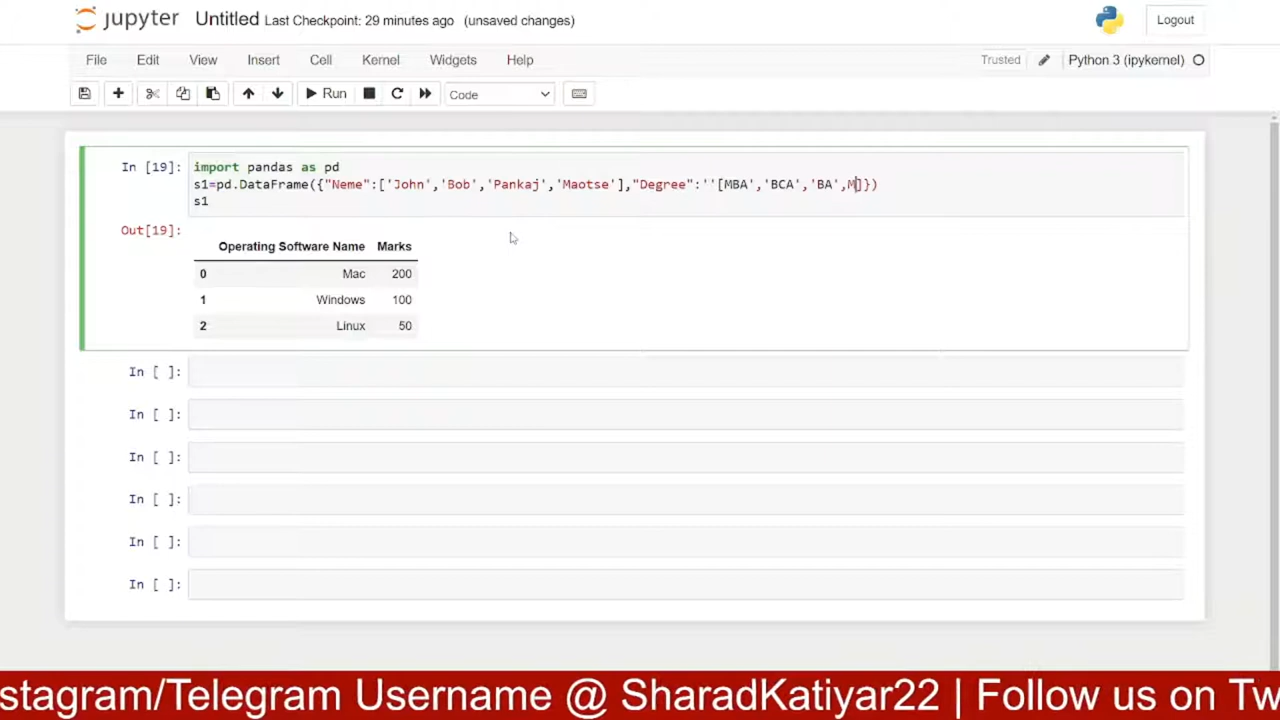 jupyter Untitled Last Checkpoint: 29 minutes ago (unsaved changes) Logout
File Edit View Insert Cell Kernel Widgets Help Trusted Python 3 (ipykernel)
Run Code
In [19]: import pandas as pd
s1=pd.DataFrame({"Neme":['John','Bob','Pankaj','Maotse'],"Degree":''[MBA','BCA','BA',M]})
s1
Out[19]:
Operating Software Name Marks
0 Mac 200
1 Windows 100
2 Linux 50
In [ ]:
In [ ]:
In [ ]:
In [ ]:
In [ ]:
In [ ]:
stagram/Telegram Username @ SharadKatiyar22 | Follow us on Tw